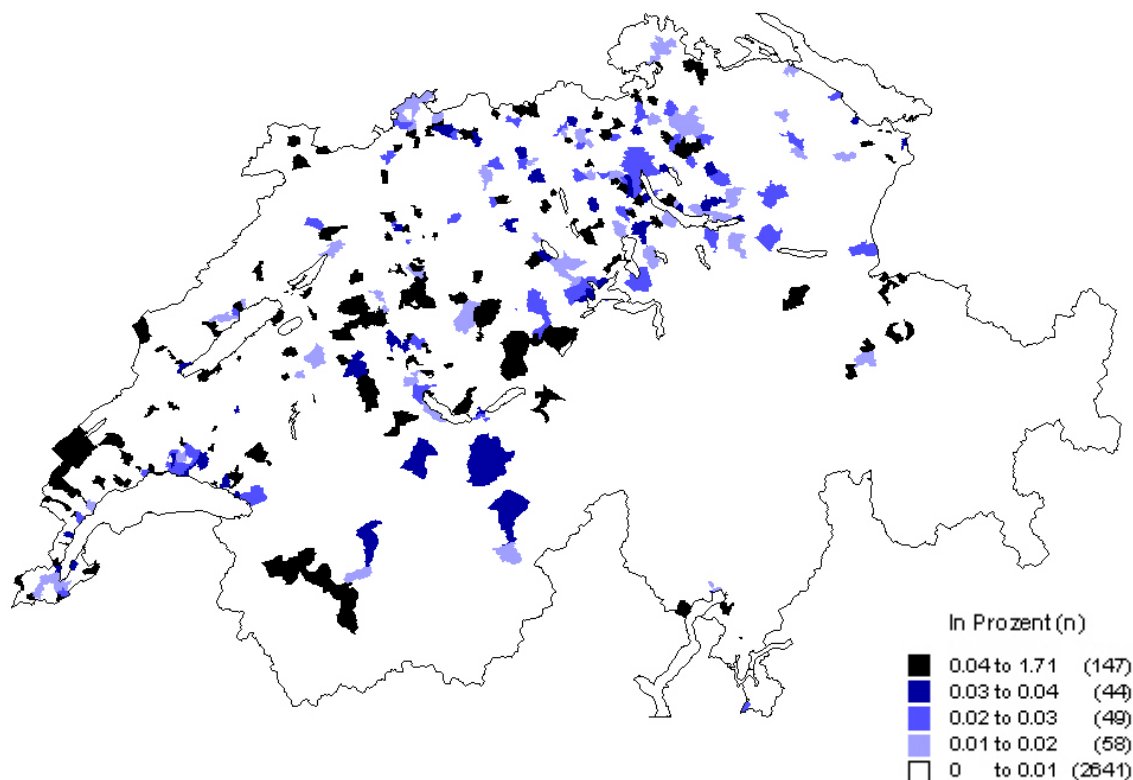 In Prozent (n)
0.04 to 1.71 (147)
0.03 to 0.04 (44)
0.02 to 0.03 (49)
0.01 to 0.02 (58)
0 to 0.01 (2641)